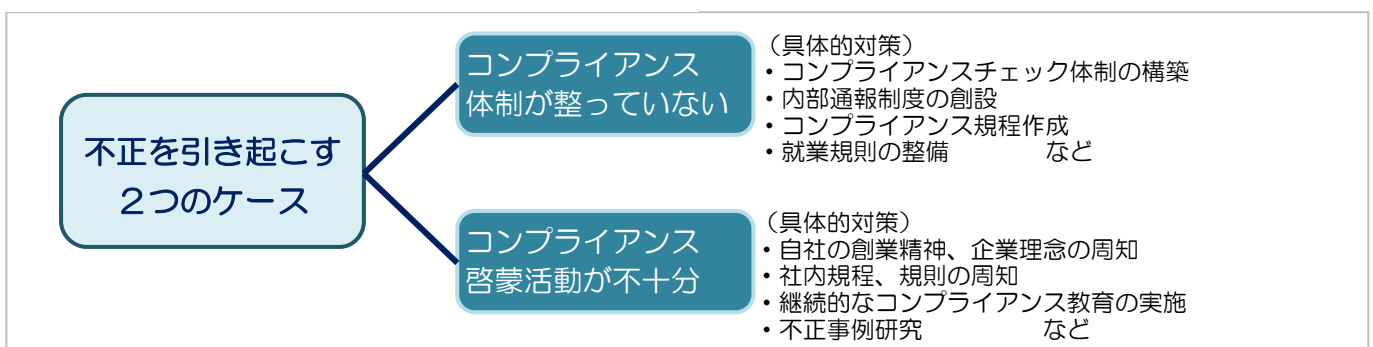 不正を引き起こす
２つのケース
コンプライアンス
体制が整っていない
（具体的対策）
・コンプライアンスチェック体制の構築
・内部通報制度の創設
・コンプライアンス規程作成
・就業規則の整備　　　　　など
コンプライアンス
啓蒙活動が不十分
（具体的対策）
・自社の創業精神、企業理念の周知
・社内規程、規則の周知
・継続的なコンプライアンス教育の実施
・不正事例研究　　　　　　など